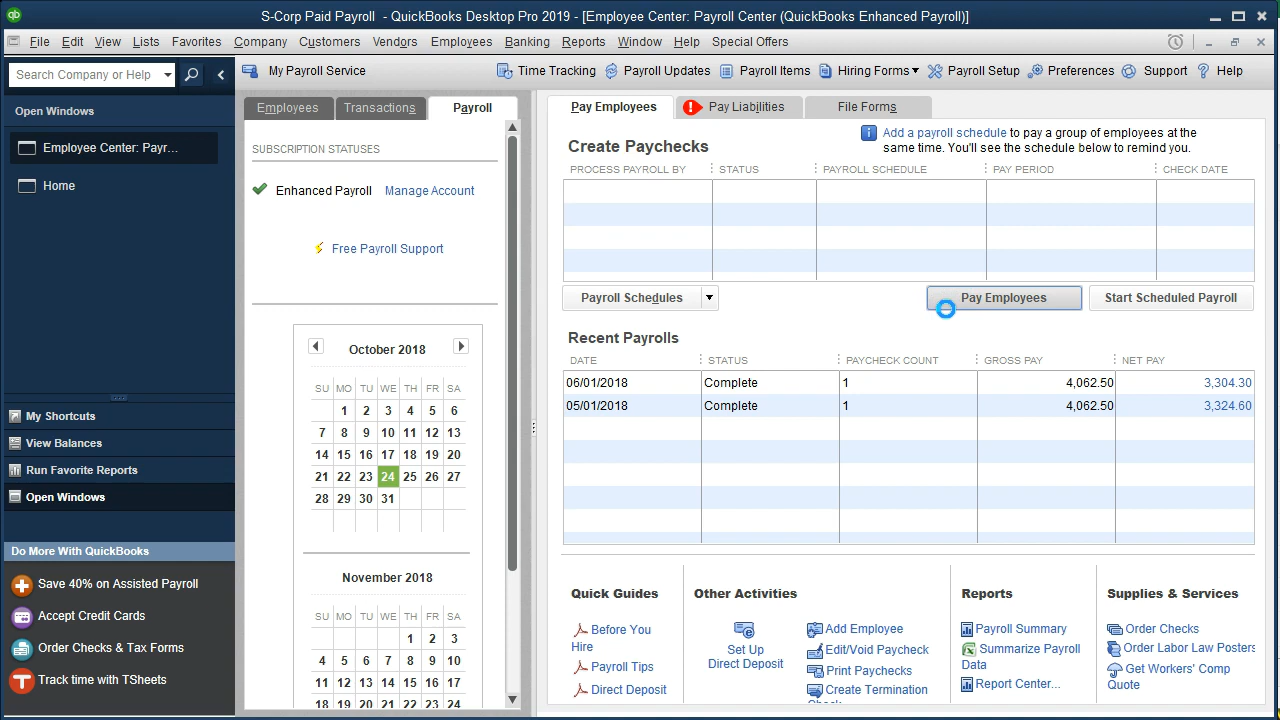 S-Corp Paid Payroll - QuickBooks Desktop Pro 2019 - [Employee Center: Payroll Center (QuickBooks Enhanced Payroll)]
File Edit View Lists Favorites Company Customers Vendors Employees Banking Reports Window Help Special Offers
Search Company or Help
My Payroll Service Time Tracking Payroll Updates Payroll Items Hiring Forms Payroll Setup Preferences Support Help
Open Windows
Employee Center: Payr...
Home
My Shortcuts
View Balances
Run Favorite Reports
Open Windows
Do More With QuickBooks
Save 40% on Assisted Payroll
Accept Credit Cards
Order Checks & Tax Forms
T
Track time with TSheets
Employees Transactions Payroll
SUBSCRIPTION STATUSES
Enhanced Payroll Manage Account
Free Payroll Support
October 2018
SU MO TU WE TH FR SA
1 2 3 4 5 6
7 8 9 10 11 12 13
14 15 16 17 18 19 20
21 22 23 24 25 26 27
28 29 30 31
November 2018
SU MO TU WE TH FR SA
1 2 3
4 5 6 7 8 9 10
11 12 13 14 15 16 17
18 19 20 21 22 23 24
Pay Employees Pay Liabilities File Forms
Create Paychecks
Add a payroll schedule to pay a group of employees at the
same time. You'll see the schedule below to remind you.
PROCESS PAYROLL BY STATUS PAYROLL SCHEDULE PAY PERIOD CHECK DATE
Payroll Schedules Pay Employees Start Scheduled Payroll
Recent Payrolls
DATE STATUS PAYCHECK COUNT GROSS PAY NET PAY
06/01/2018 Complete 1 4,062.50 3,304.30
05/01/2018 Complete 1 4,062.50 3,324.60
Quick Guides
Before You
Hire
Payroll Tips
Direct Deposit
Other Activities
Set Up
Direct Deposit
Add Employee
Edit/Void Paycheck
Print Paychecks
Create Termination
Check
Reports
Payroll Summary
Summarize Payroll
Data
Report Center...
Supplies & Services
Order Checks
Order Labor Law Posters
Get Workers' Comp
Quote